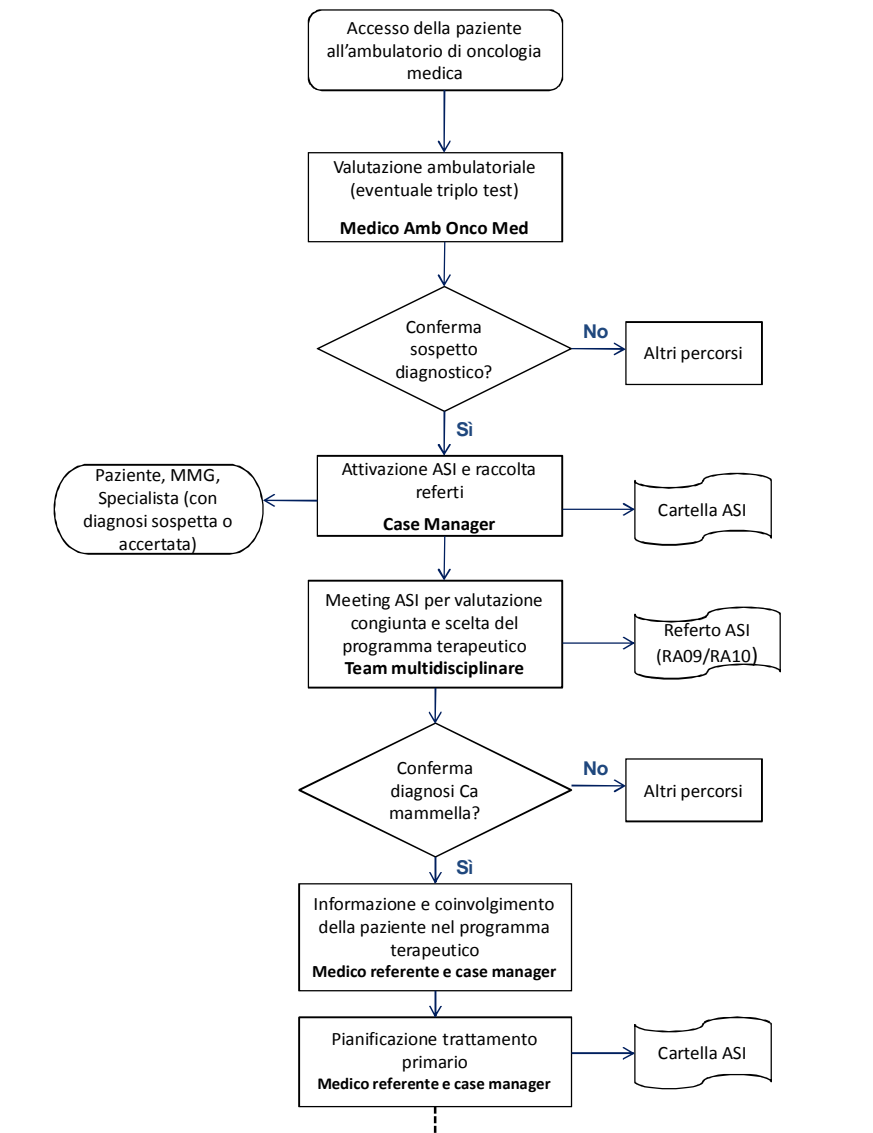 Accesso della paziente
all’ambulatorio di oncologia
medica
Valutazione ambulatoriale
(eventuale triplo test)
Medico Amb Onco Med
Conferma
sospetto
diagnostico?
No
Altri percorsi
Sì
Paziente, MMG,
Specialista (con
diagnosi sospetta o
accertata)
Attivazione ASI e raccolta
referti
Case Manager
Cartella ASI
Meeting ASI per valutazione
congiunta e scelta del
programma terapeutico
Team multidisciplinare
Referto ASI
(RA09/RA10)
Conferma
diagnosi Ca
mammella?
No
Altri percorsi
Sì
Informazione e coinvolgimento
della paziente nel programma
terapeutico
Medico referente e case manager
Pianificazione trattamento
primario
Medico referente e case manager
Cartella ASI